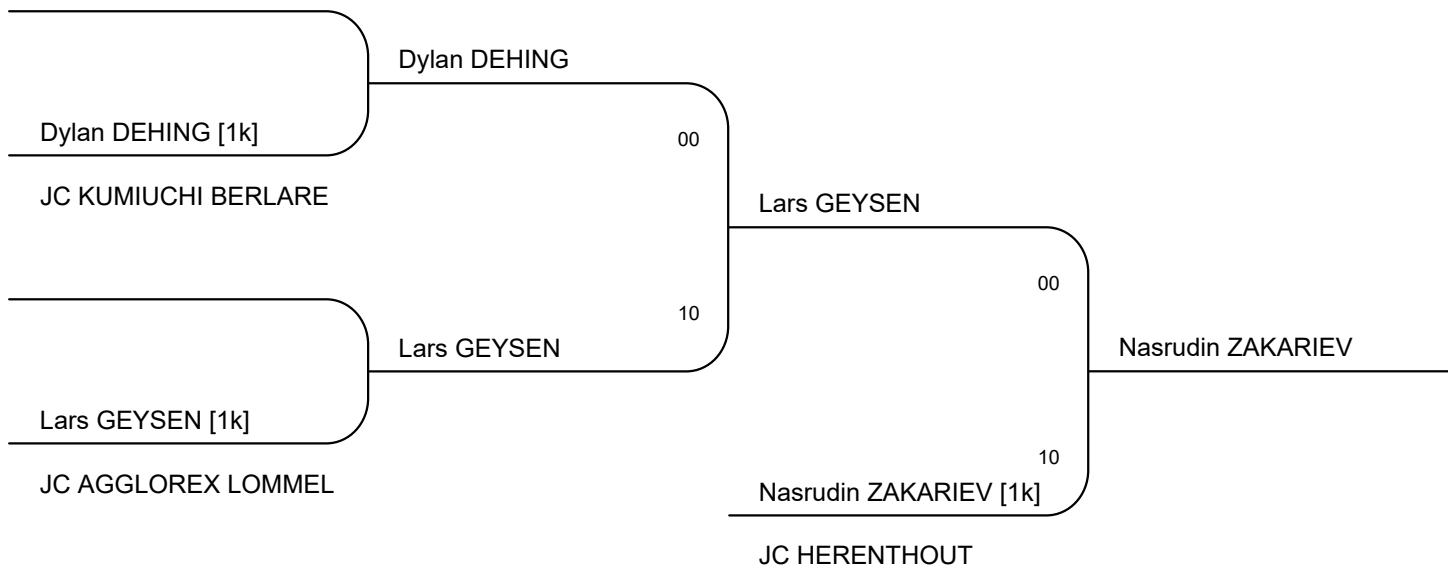 Dylan DEHING
Dylan DEHING [1k]
00
JC KUMIUCHI BERLARE
Lars GEYSEN
00
10
Lars GEYSEN
Nasrudin ZAKARIEV
Lars GEYSEN [1k]
10
JC AGGLOREX LOMMEL
Nasrudin ZAKARIEV [1k]
JC HERENTHOUT